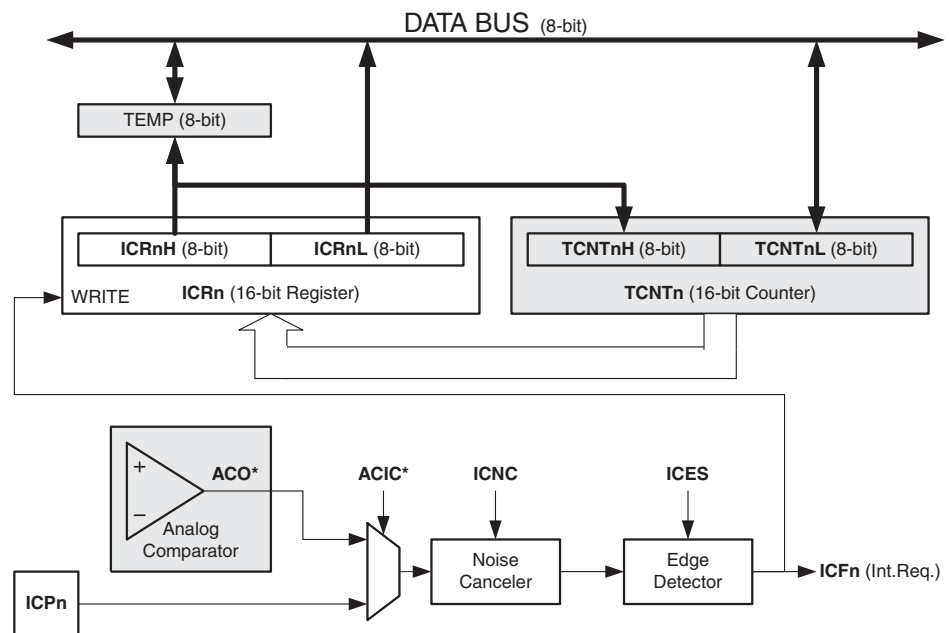 DATA BUS (8-bit)
TEMP (8-bit)
ICRnH (8-bit)
ICRnL (8-bit)
WRITE
ICRn (16-bit Register)
TCNTnH (8-bit)
TCNTnL (8-bit)
TCNTn (16-bit Counter)
+
−
ACO*
Analog
Comparator
ACIC*
ICNC
ICES
Noise
Canceler
Edge
Detector
ICFn (Int.Req.)
ICPn